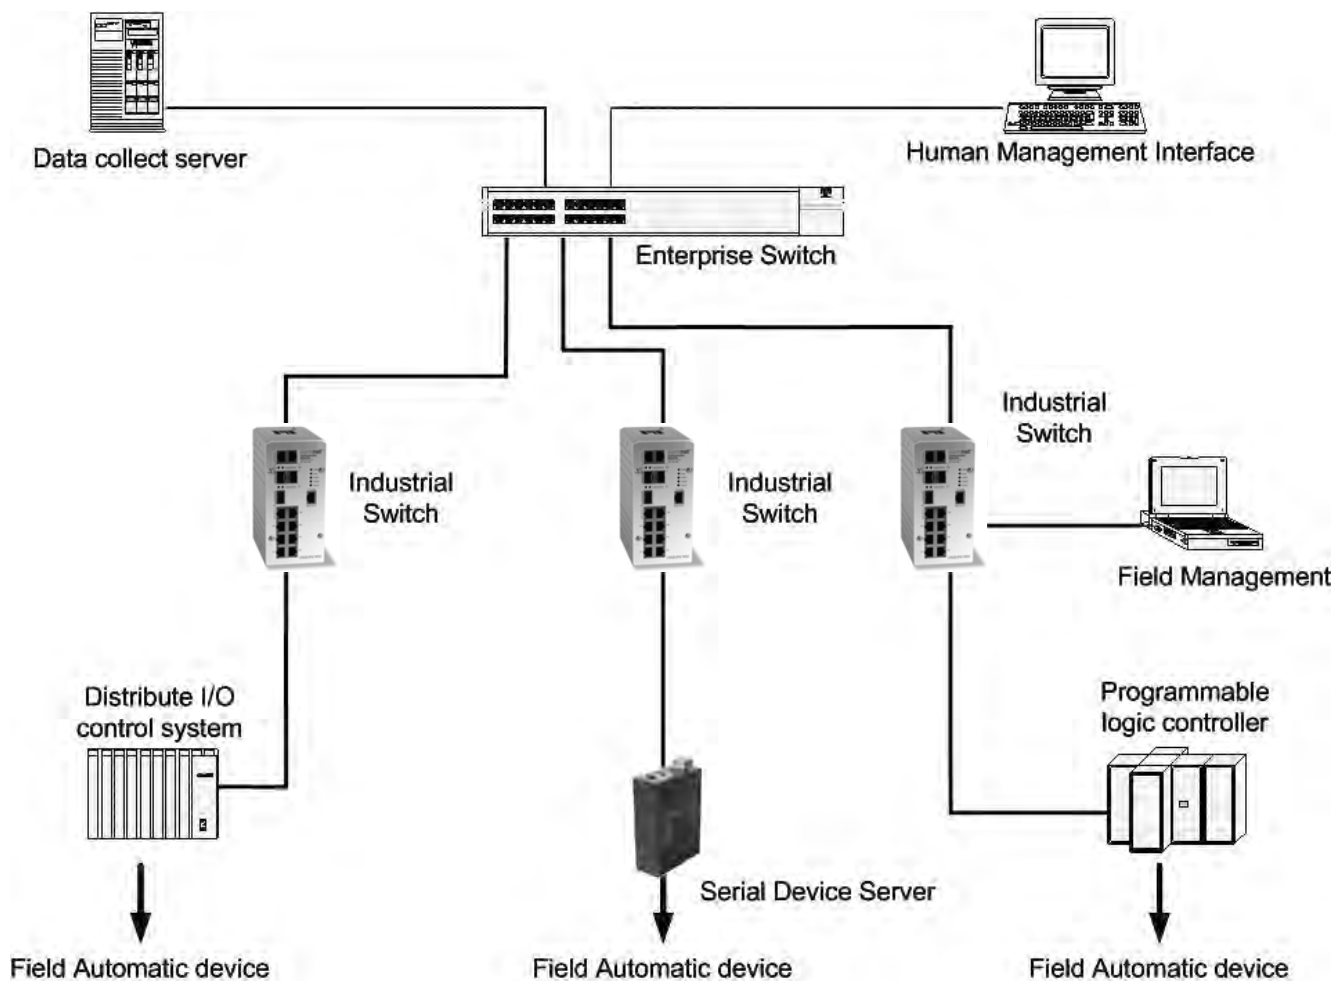 Data collect server
Human Management Interface
Enterprise Switch
Industrial
Switch
Industrial
Switch
Industrial
Switch
Field Management
Distribute I/O
control system
Programmable
logic controller
Serial Device Server
Field Automatic device
Field Automatic device
Field Automatic device